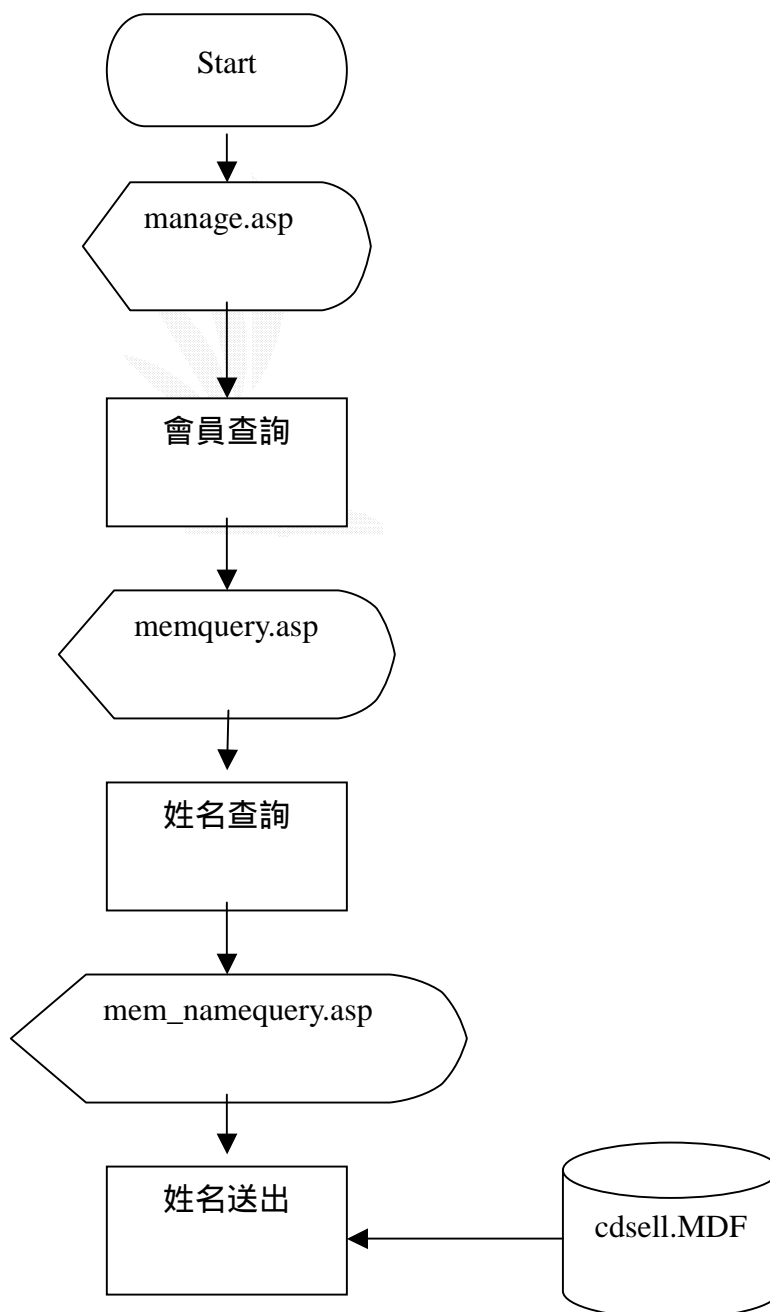 Start
manage.asp
會員查詢
memquery.asp
姓名查詢
mem_namequery.asp
姓名送出
cdsell.MDF